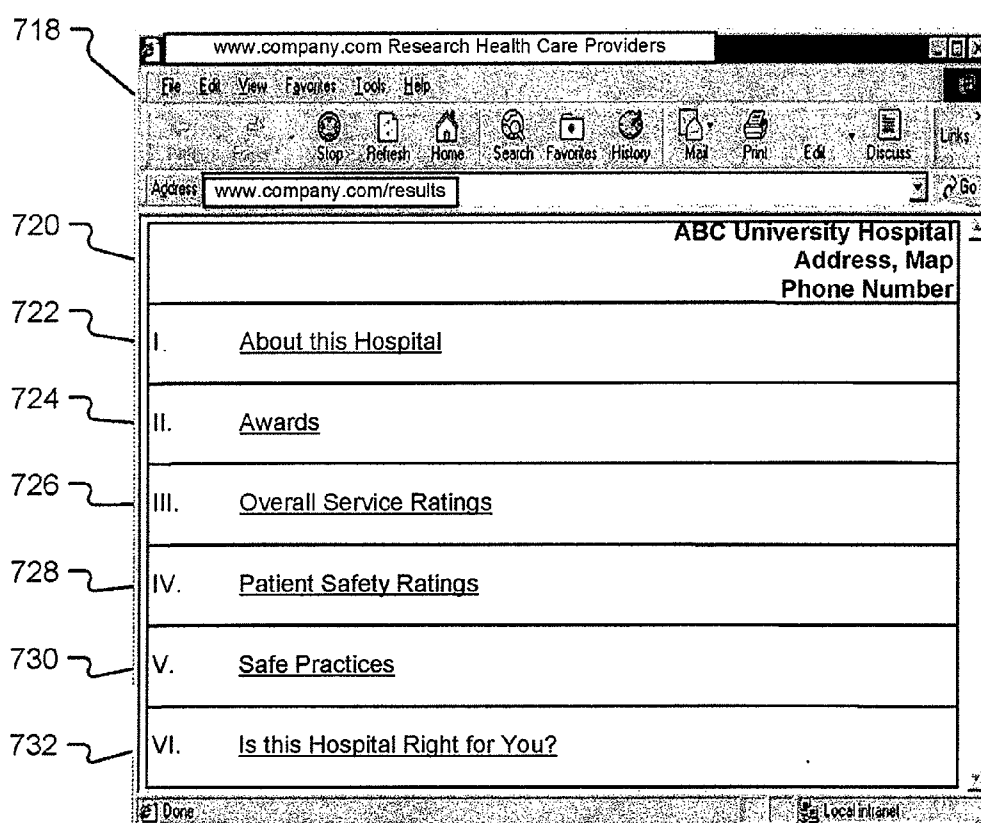 718
www.company.com Research Health Care Providers
File Edit View Favorites Tools Help
Stop Refresh Home Search Favorites History Mail Print Edit Discuss Links
Address www.company.com/results Go
720
ABC University Hospital
Address, Map
Phone Number
722
I. About this Hospital
724
II. Awards
726
III. Overall Service Ratings
728
IV. Patient Safety Ratings
730
V. Safe Practices
732
VI. Is this Hospital Right for You?
Done Local intranet